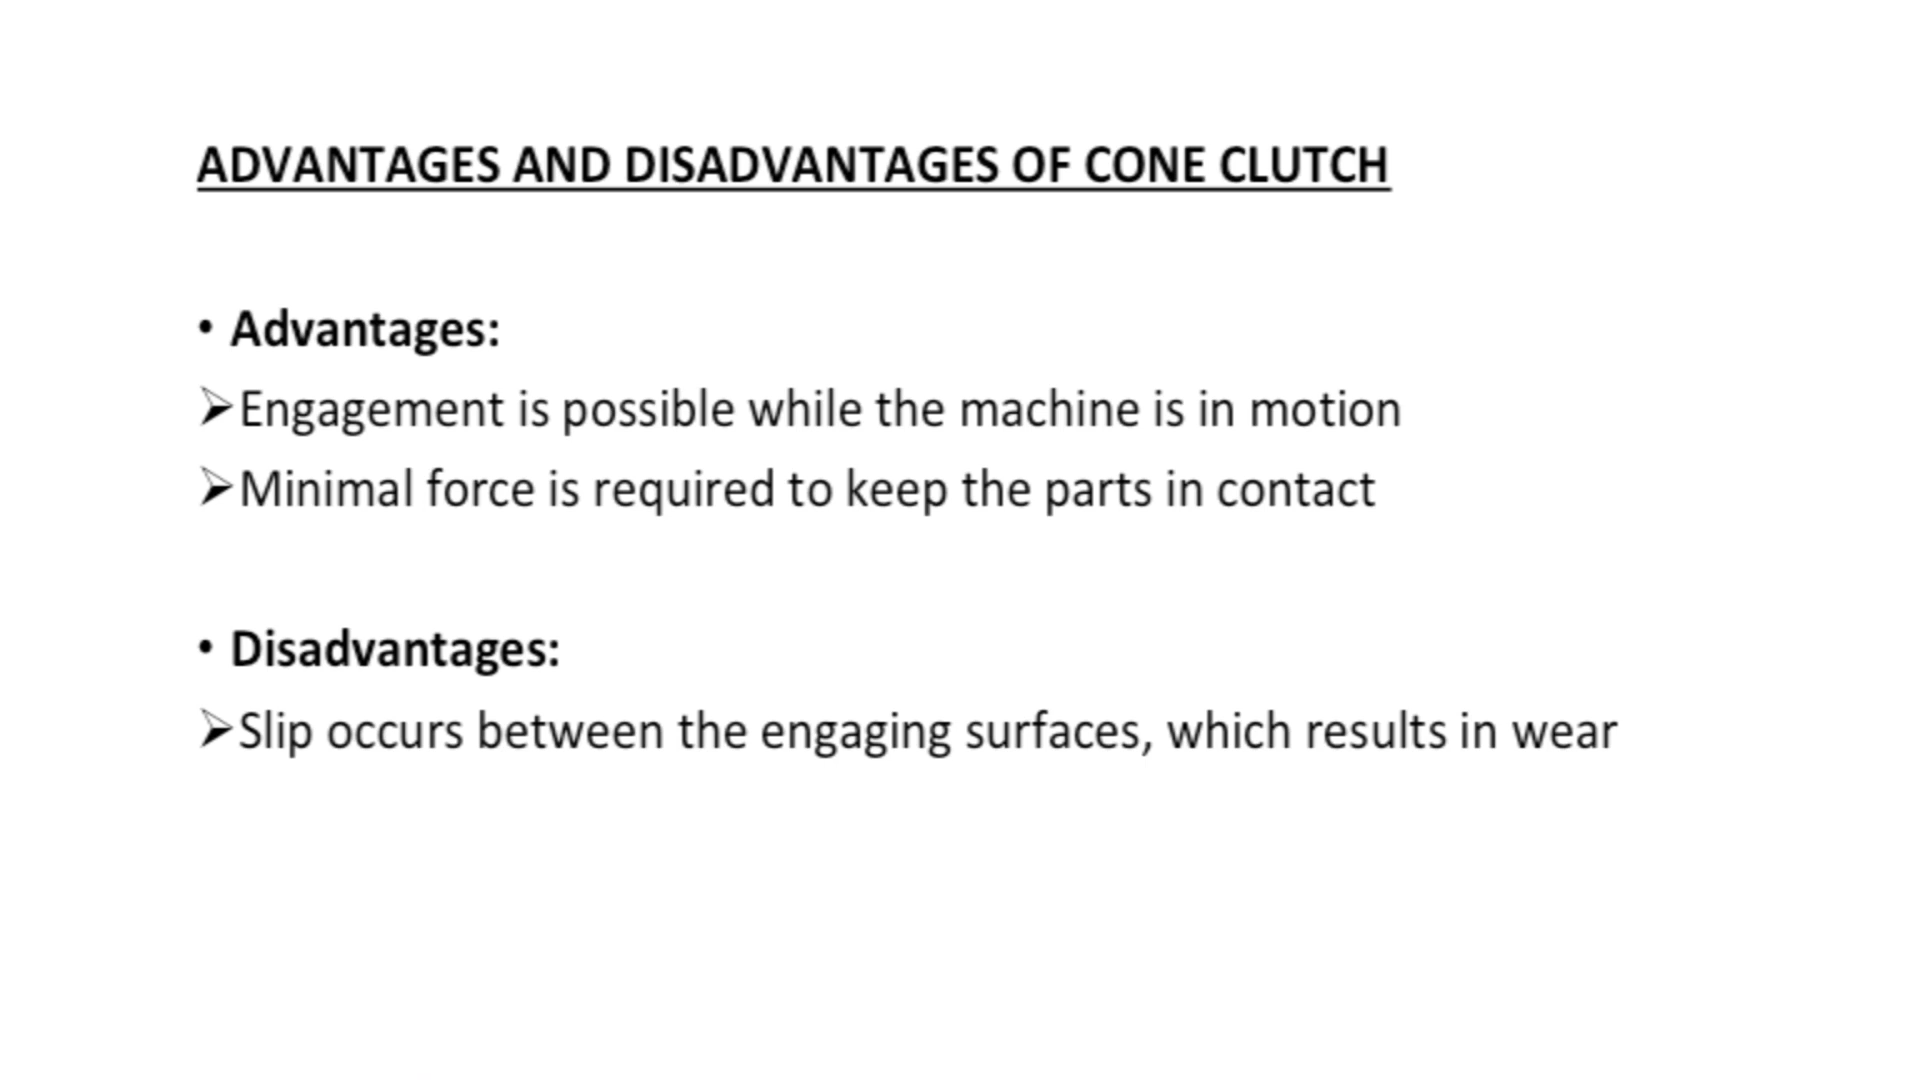 ADVANTAGES AND DISADVANTAGES OF CONE CLUTCH
• Advantages:
➢Engagement is possible while the machine is in motion
➢Minimal force is required to keep the parts in contact
• Disadvantages:
➢Slip occurs between the engaging surfaces, which results in wear